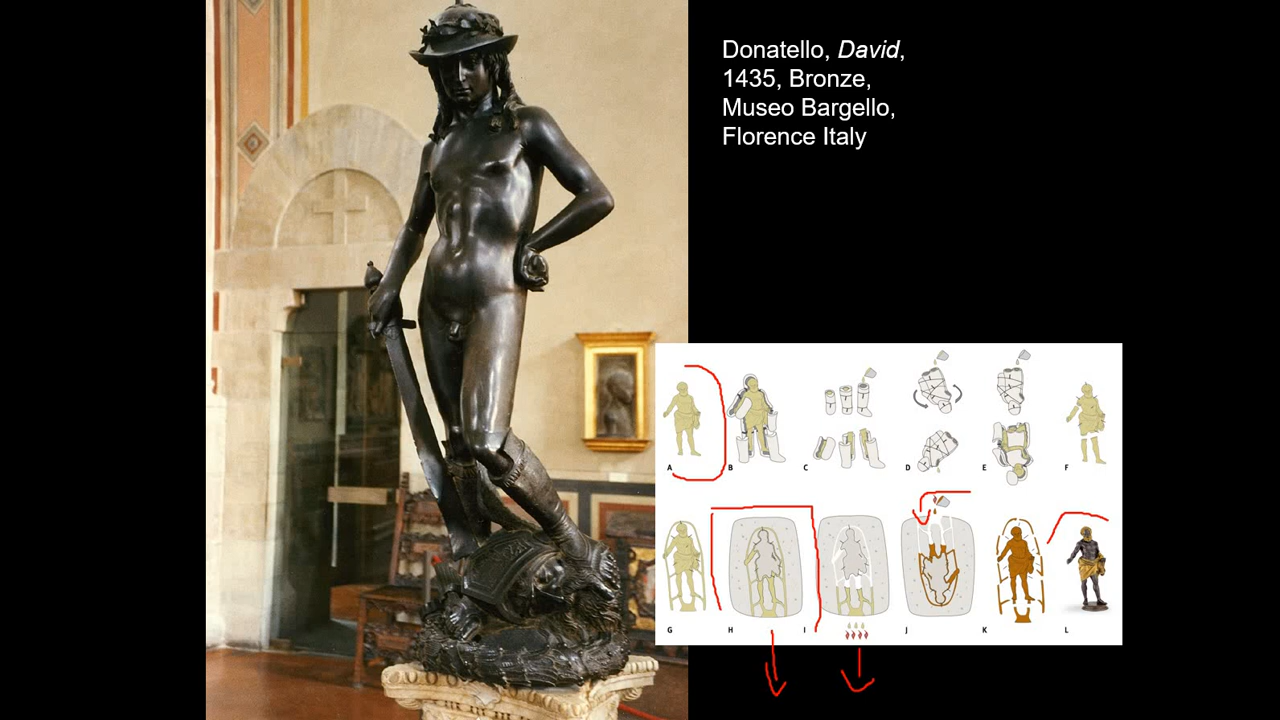 Donatello, David,
1435, Bronze,
Museo Bargello,
Florence Italy
A B C D E F
G H I J K L